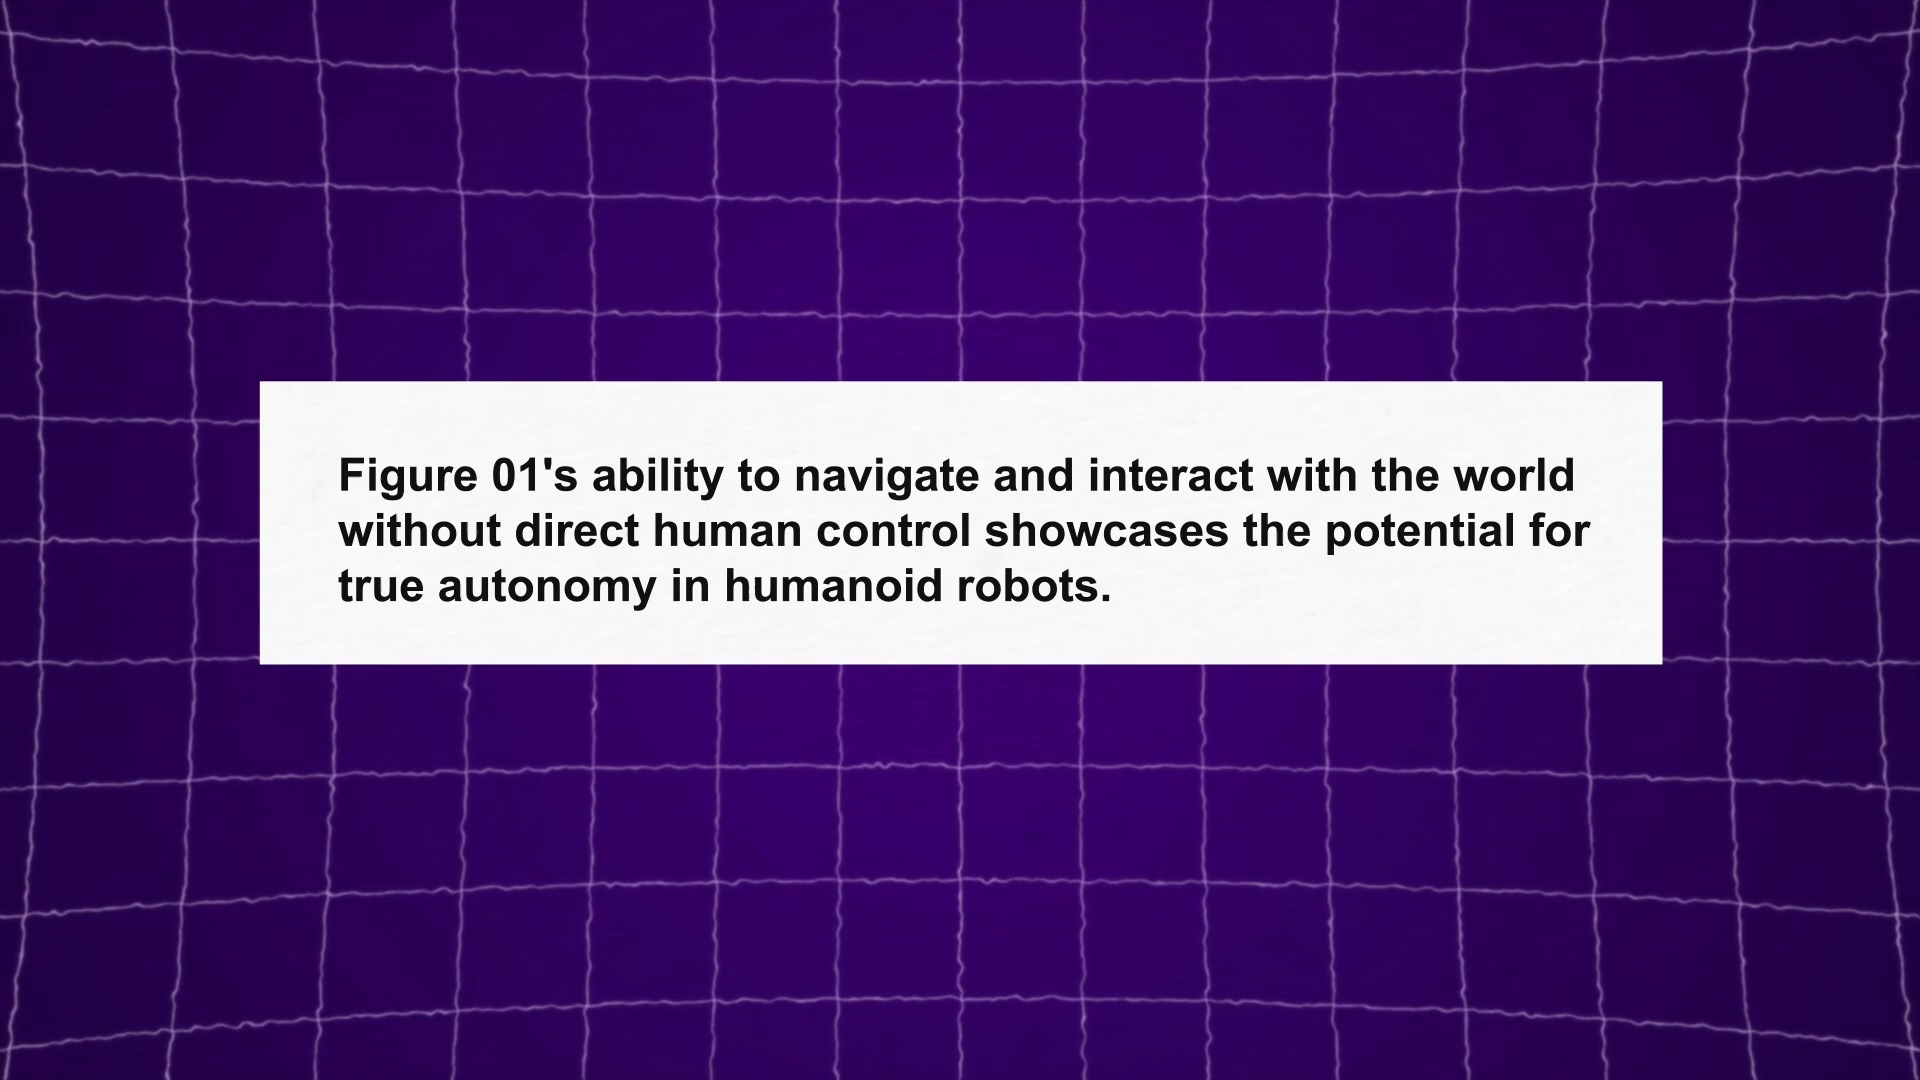 Figure 01's ability to navigate and interact with the world
without direct human control showcases the potential for
true autonomy in humanoid robots.